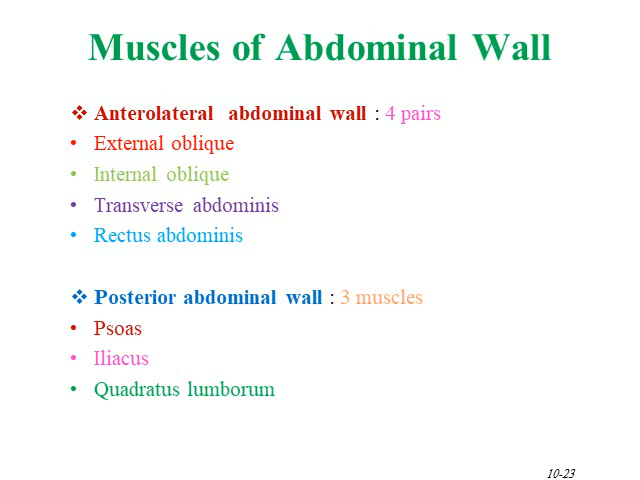 Muscles of Abdominal Wall
❖ Anterolateral abdominal wall : 4 pairs
• External oblique
• Internal oblique
• Transverse abdominis
• Rectus abdominis
❖ Posterior abdominal wall : 3 muscles
• Psoas
• Iliacus
• Quadratus lumborum
10-23